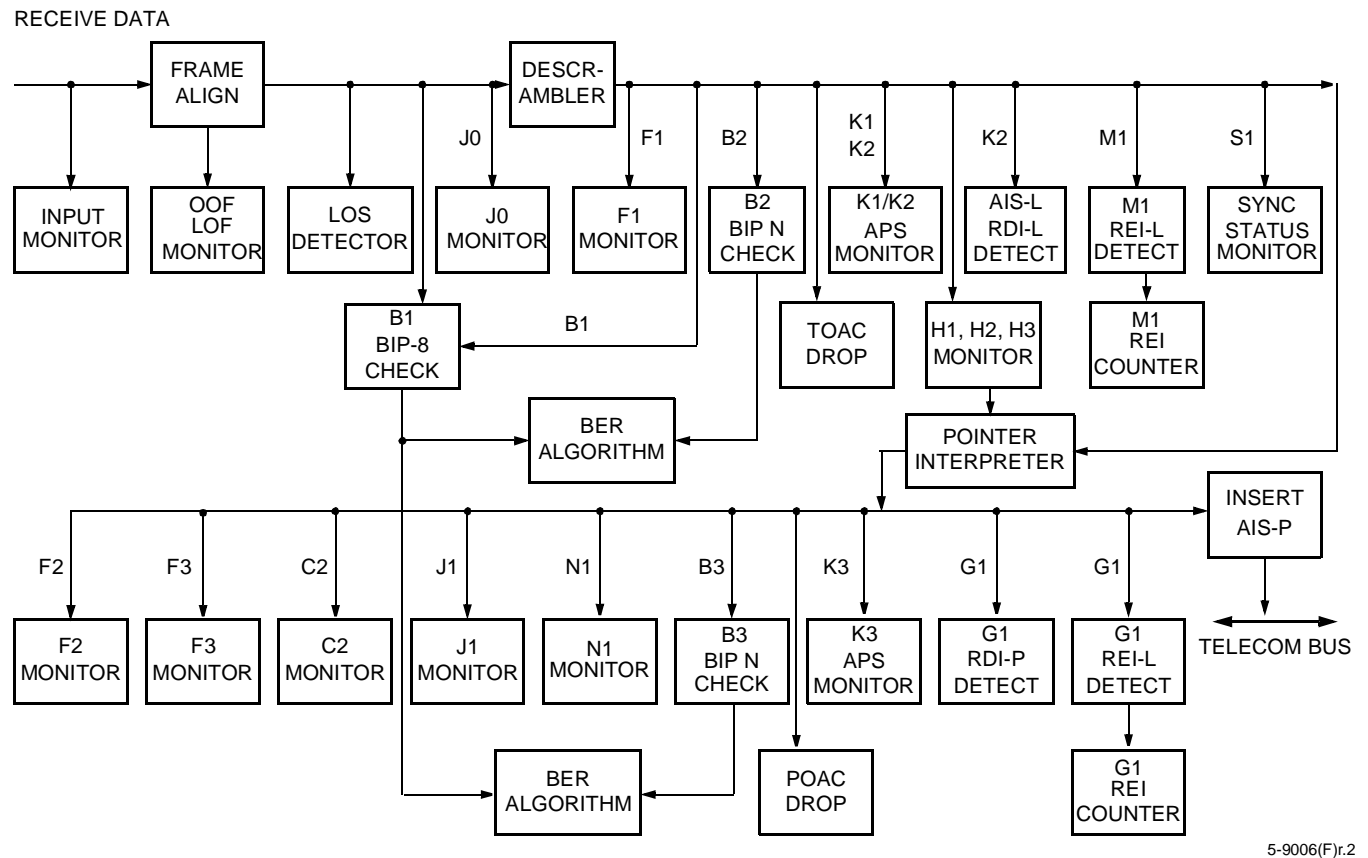 RECEIVE DATA
FRAME
ALIGN
DESCR-
AMBLER
J0
F1
B2
K1
K2
K2
M1
S1
INPUT
MONITOR
OOF
LOF
MONITOR
LOS
DETECTOR
J0
MONITOR
F1
MONITOR
B2
BIP N
CHECK
K1/K2
APS
MONITOR
AIS-L
RDI-L
DETECT
M1
REI-L
DETECT
SYNC
STATUS
MONITOR
B1
BIP-8
CHECK
B1
TOAC
DROP
H1, H2, H3
MONITOR
M1
REI
COUNTER
BER
ALGORITHM
POINTER
INTERPRETER
INSERT
AIS-P
F2
F3
C2
J1
N1
B3
K3
G1
G1
F2
MONITOR
F3
MONITOR
C2
MONITOR
J1
MONITOR
N1
MONITOR
B3
BIP N
CHECK
K3
APS
MONITOR
G1
RDI-P
DETECT
G1
REI-L
DETECT
TELECOM BUS
BER
ALGORITHM
POAC
DROP
G1
REI
COUNTER
5-9006(F)r.2